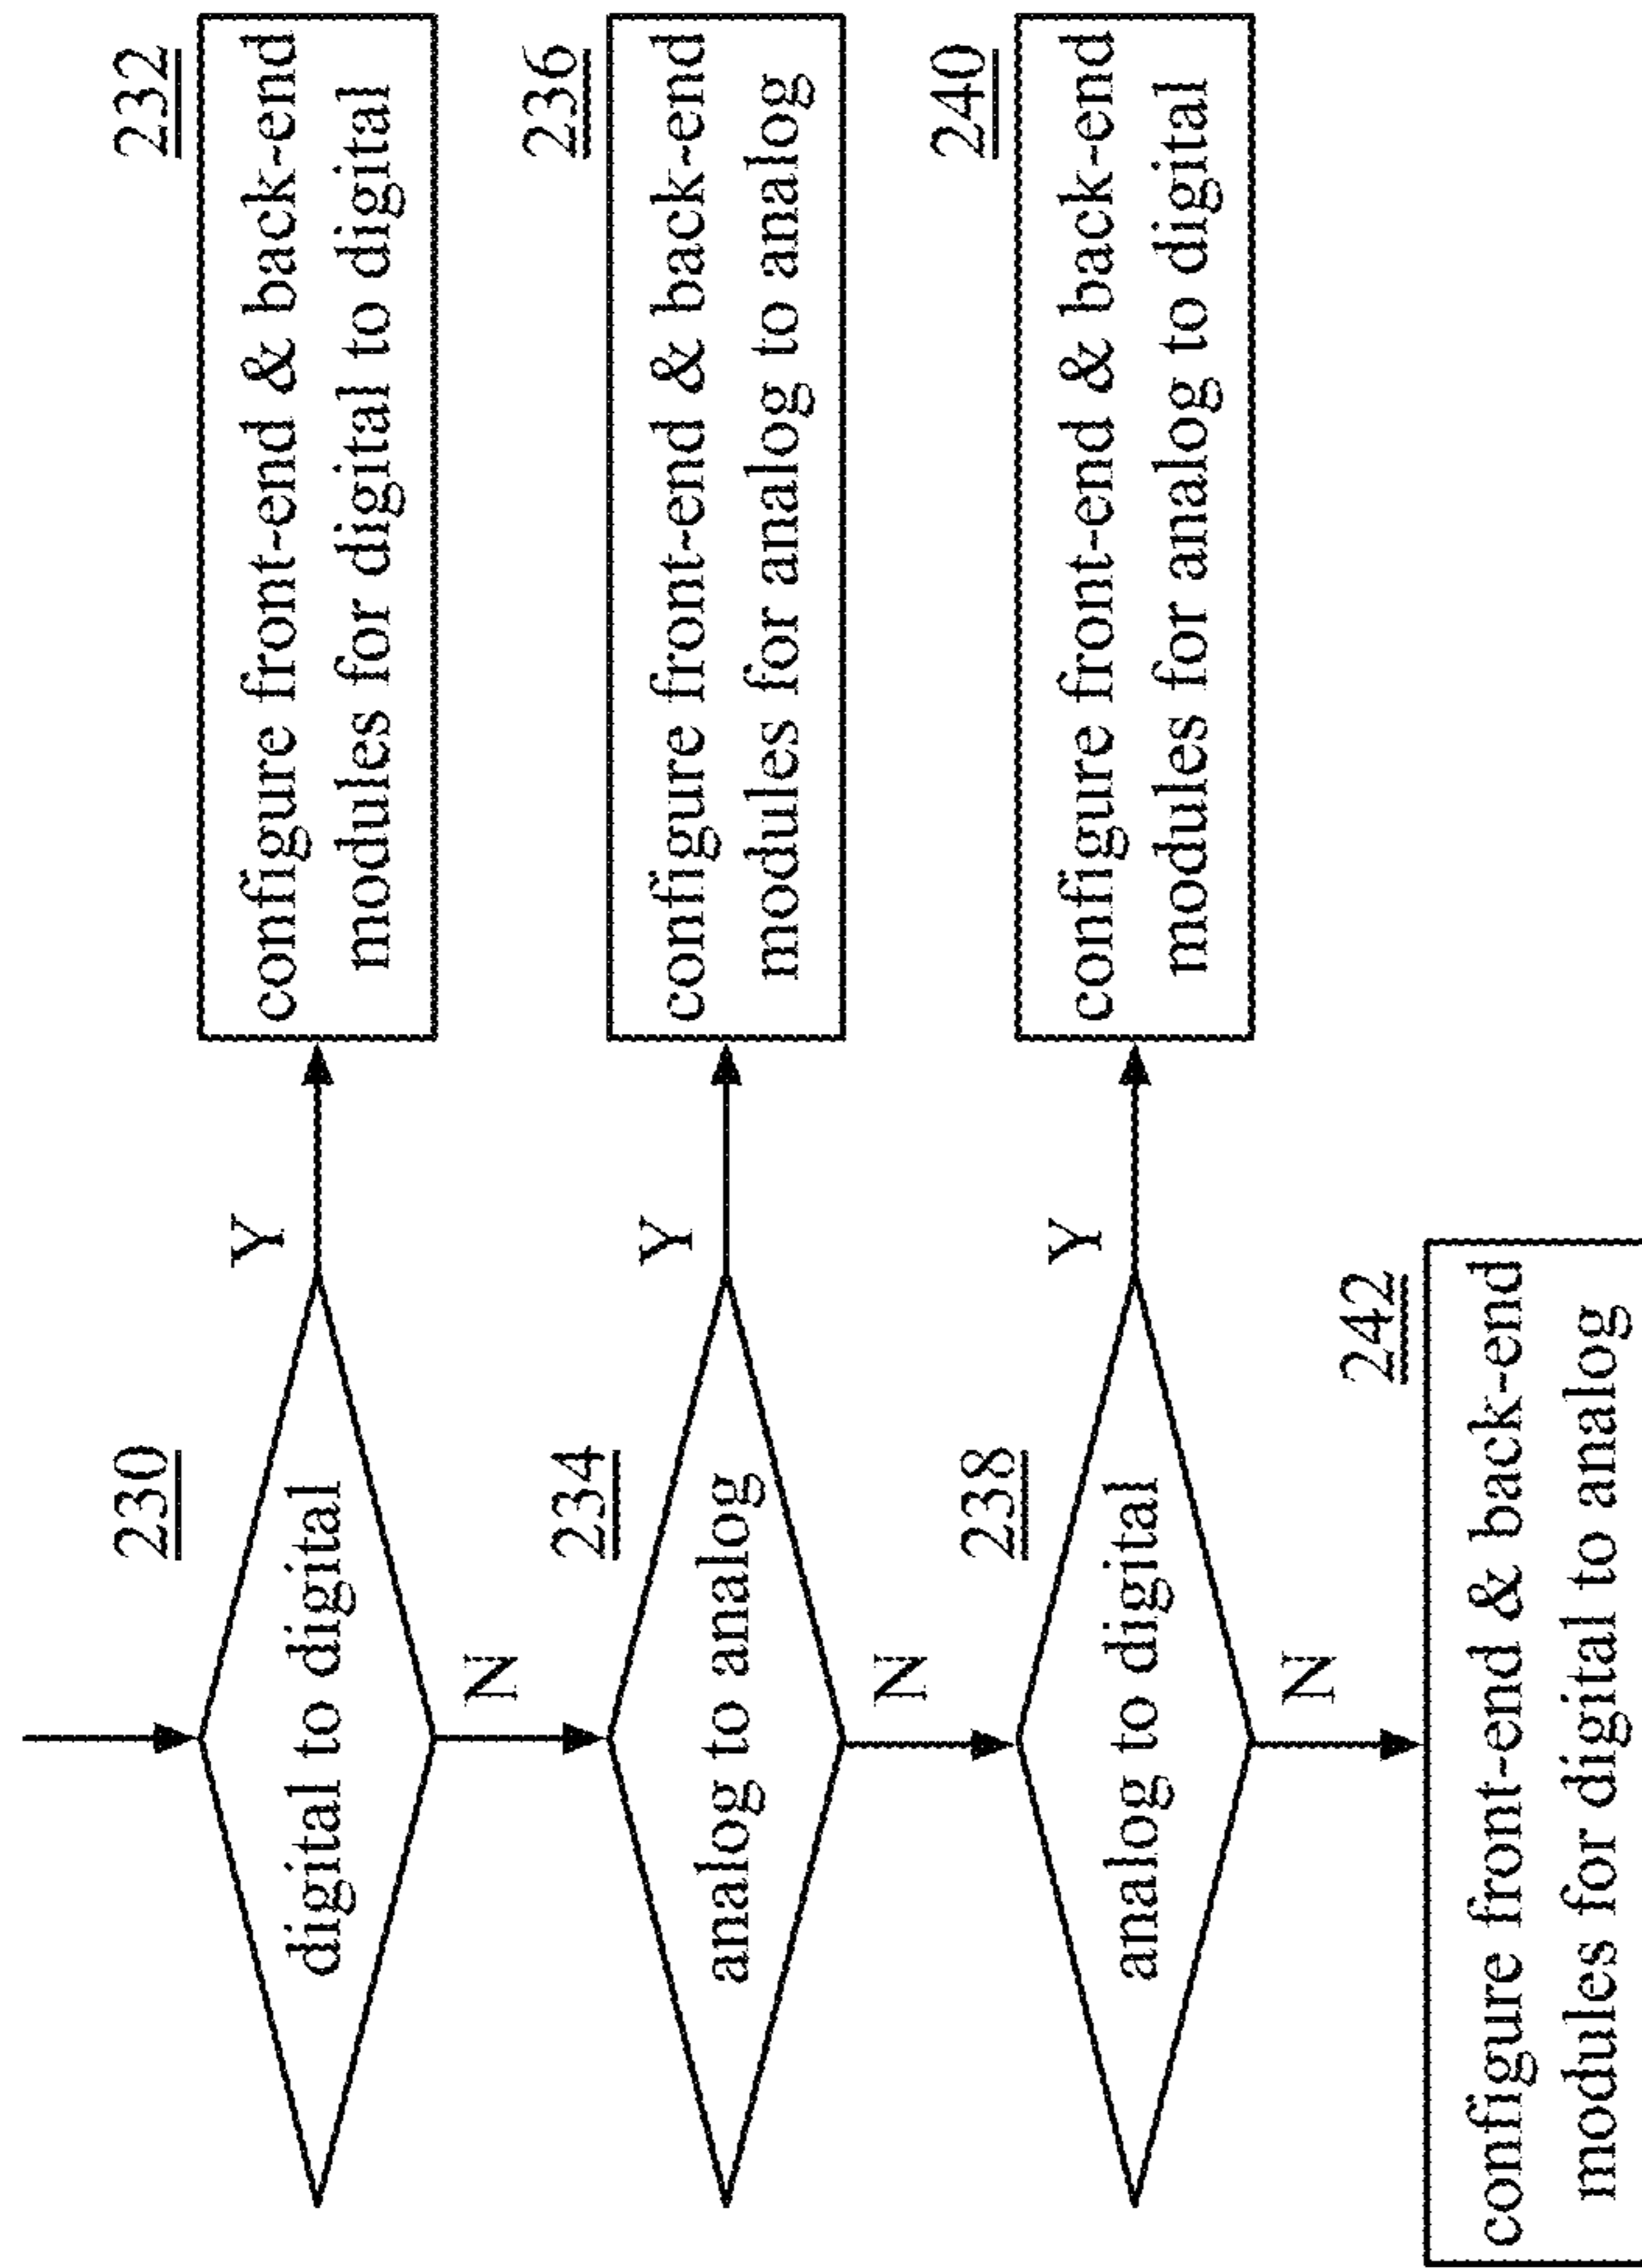 230
digital to digital
Y
232
configure front-end & back-end
modules for digital to digital
N
234
analog to analog
Y
236
configure front-end & back-end
modules for analog to analog
N
238
analog to digital
Y
240
configure front-end & back-end
modules for analog to digital
N
242
configure front-end & back-end
modules for digital to analog